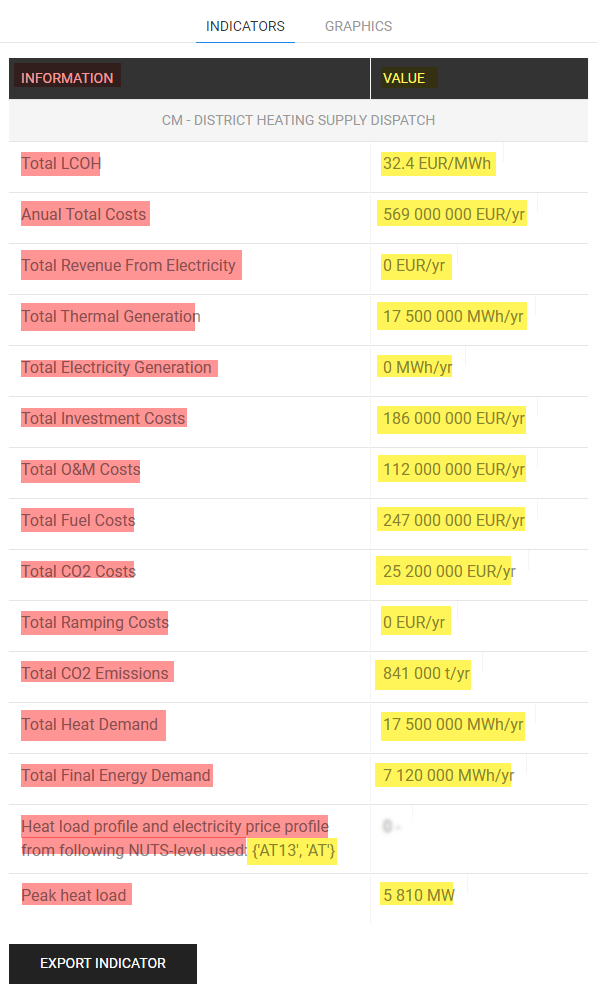 INDICATORS GRAPHICS
INFORMATION VALUE
CM - DISTRICT HEATING SUPPLY DISPATCH
Total LCOH 32.4 EUR/MWh
Anual Total Costs 569 000 000 EUR/yr
Total Revenue From Electricity 0 EUR/yr
Total Thermal Generation 17 500 000 MWh/yr
Total Electricity Generation 0 MWh/yr
Total Investment Costs 186 000 000 EUR/yr
Total O&M Costs 112 000 000 EUR/yr
Total Fuel Costs 247 000 000 EUR/yr
Total CO2 Costs 25 200 000 EUR/yr
Total Ramping Costs 0 EUR/yr
Total CO2 Emissions 841 000 t/yr
Total Heat Demand 17 500 000 MWh/yr
Total Final Energy Demand 7 120 000 MWh/yr
Heat load profile and electricity price profile
from following NUTS-level used: {'AT13', 'AT'}
Peak heat load 5 810 MW
EXPORT INDICATOR